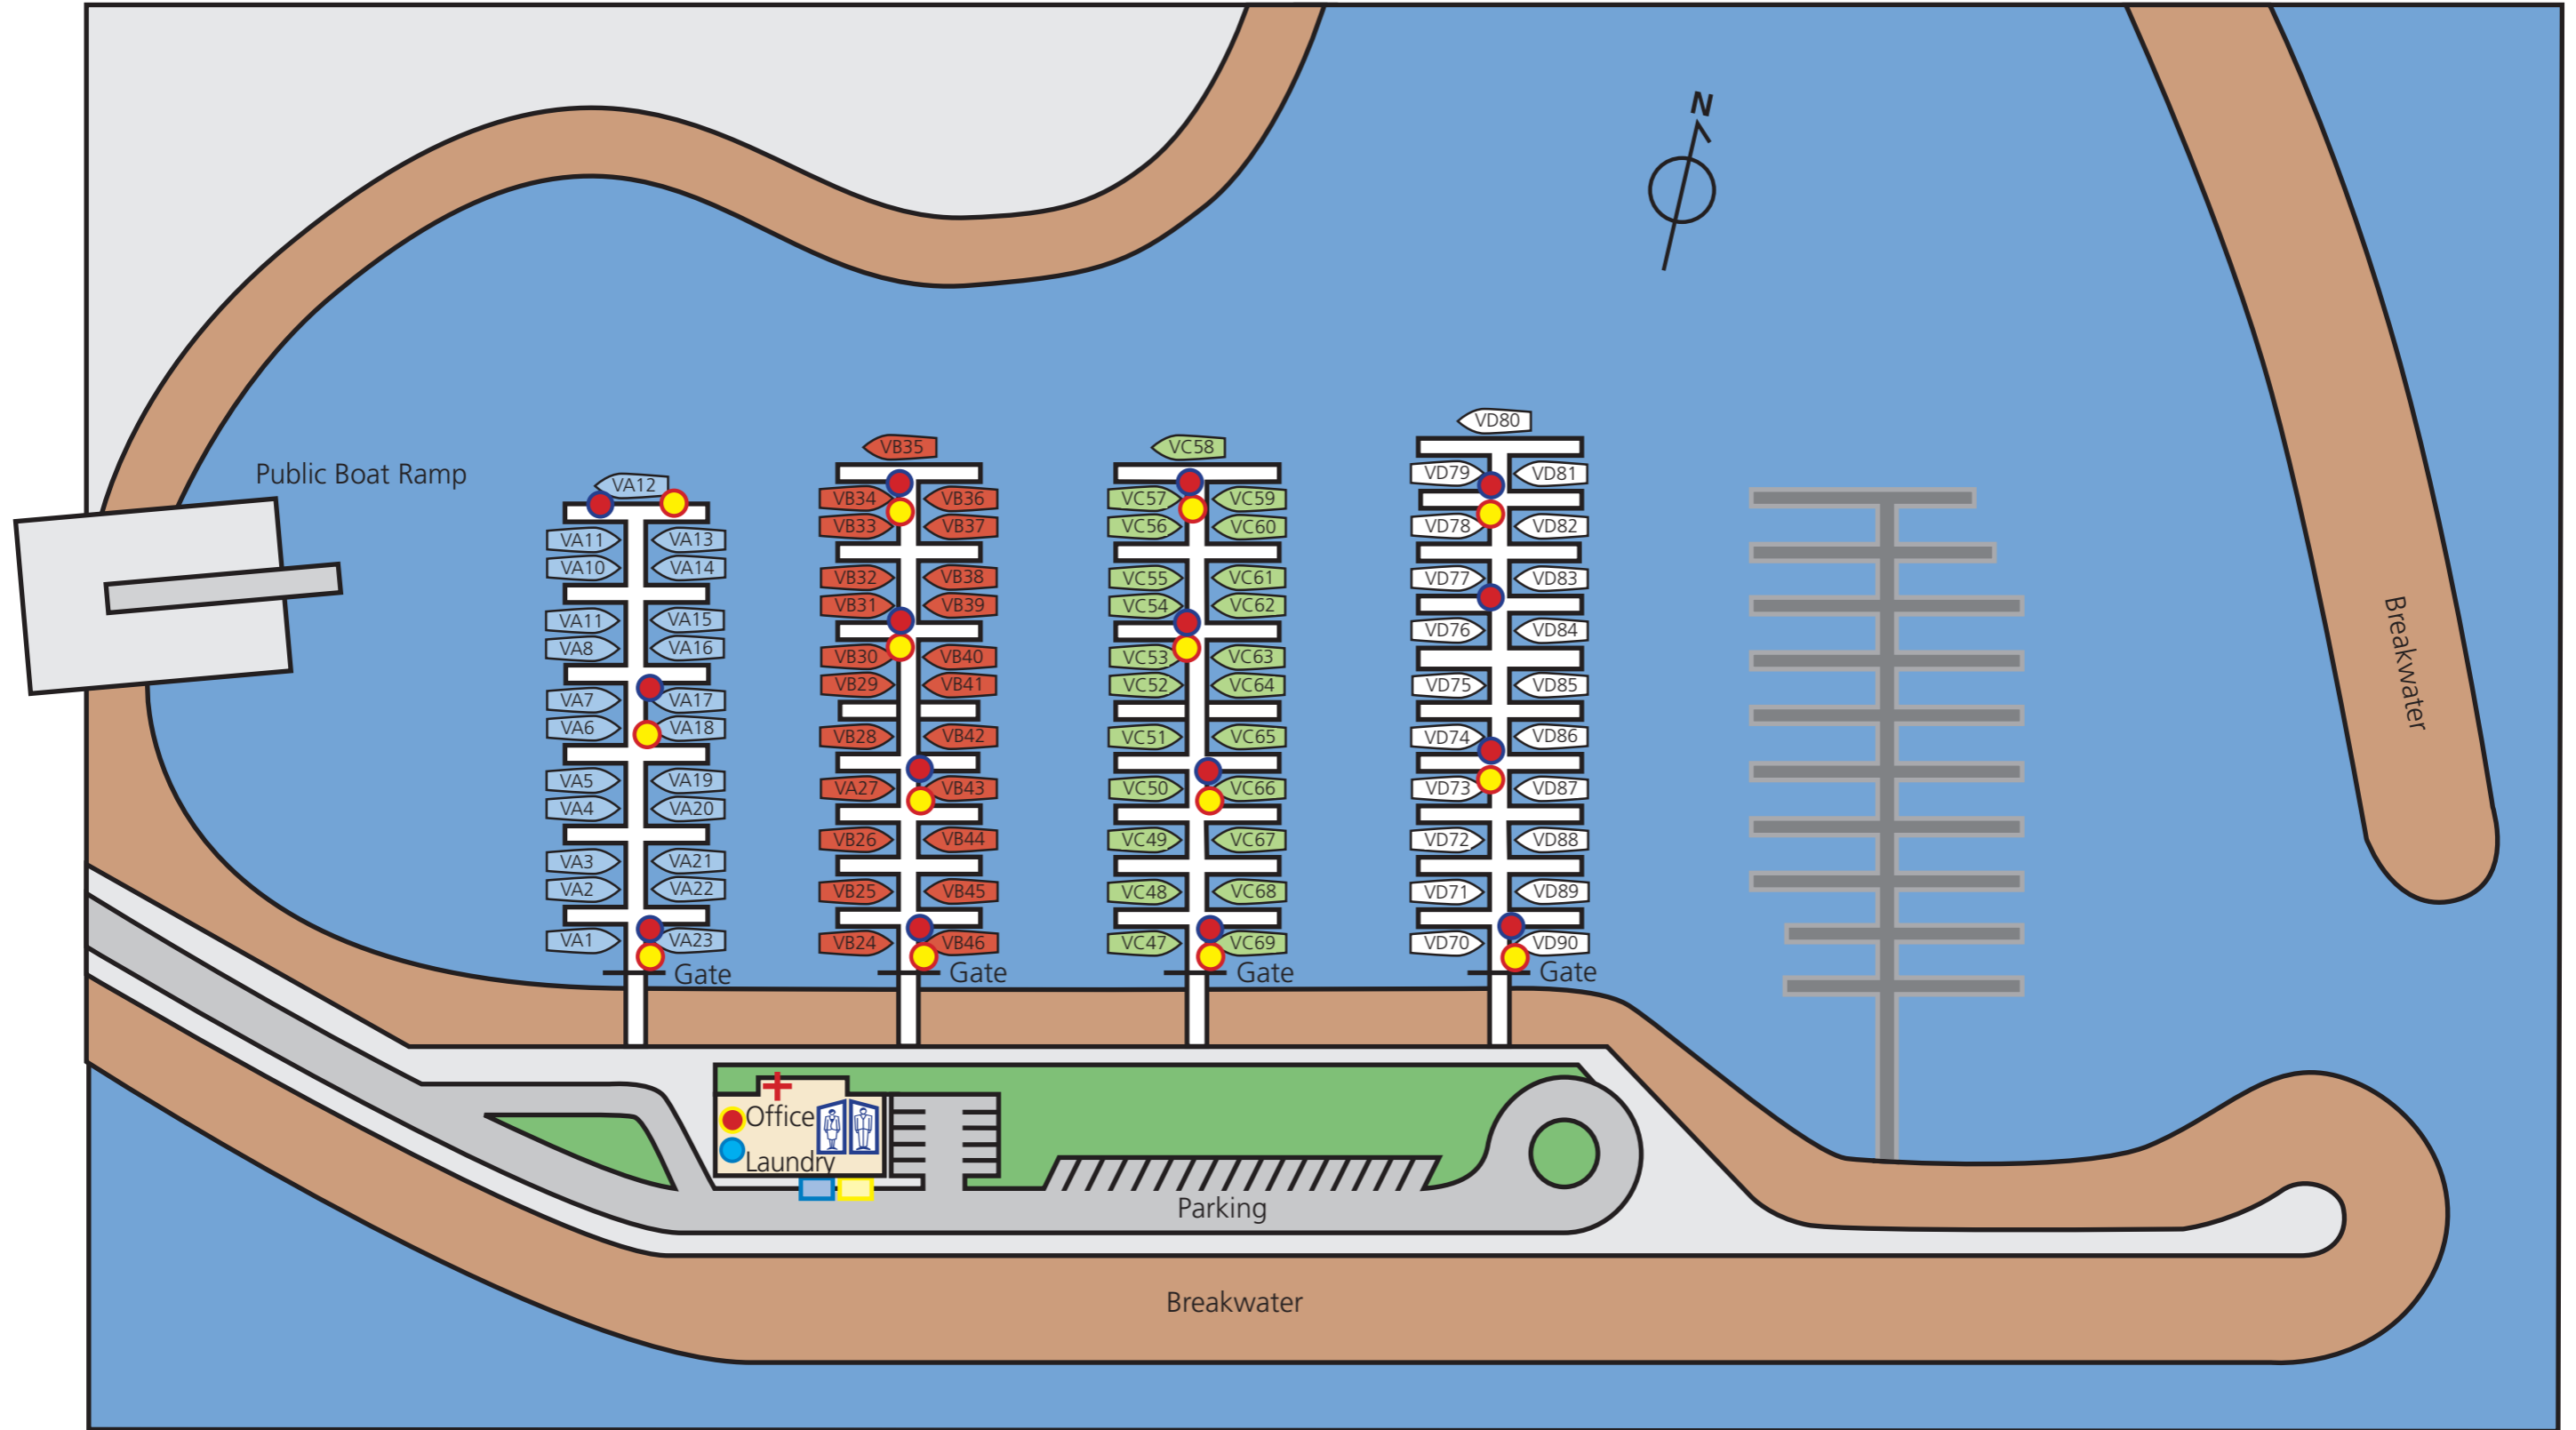 N
Public Boat Ramp
VA12
VA11
VA13
VA10
VA14
VA11
VA15
VA8
VA16
VA7
VA17
VA6
VA18
VA5
VA19
VA4
VA20
VA3
VA21
VA2
VA22
VA1
VA23
Gate
VB35
VB34
VB36
VB33
VB37
VB32
VB38
VB31
VB39
VB30
VB40
VB29
VB41
VB28
VB42
VA27
VB43
VB26
VB44
VB25
VB45
VB24
VB46
Gate
VC58
VC57
VC59
VC56
VC60
VC55
VC61
VC54
VC62
VC53
VC63
VC52
VC64
VC51
VC65
VC50
VC66
VC49
VC67
VC48
VC68
VC47
VC69
Gate
VD80
VD79
VD81
VD78
VD82
VD77
VD83
VD76
VD84
VD75
VD85
VD74
VD86
VD73
VD87
VD72
VD88
VD71
VD89
VD70
VD90
Gate
Breakwater
Office
Laundry
Parking
Breakwater